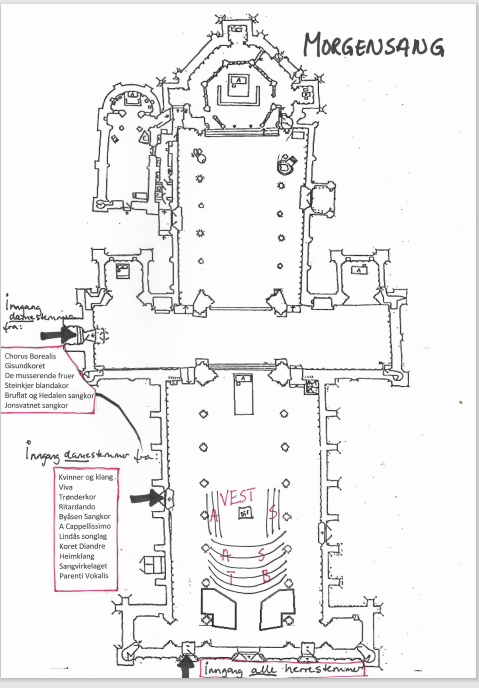 MORGENSANG
A
A
Inngang
damestemmer
fra:
Chorus Borealis
Gisundkoret
De musserende fruer
Steinkjer blandakor
Bruflat og Hedalen sangkor
Jonsvatnet sangkor
A
Inngang damestemmer fra:
Kvinner og klang
Viva
Trønderkor
Ritardando
Byåsen Sangkor
A Cappellissimo
Lindås songlag
Koret Diandre
Heimklang
Sangvirkelaget
Parenti Vokalis
VEST
A Dir S
A S
T B
Inngang alle herrestemmer